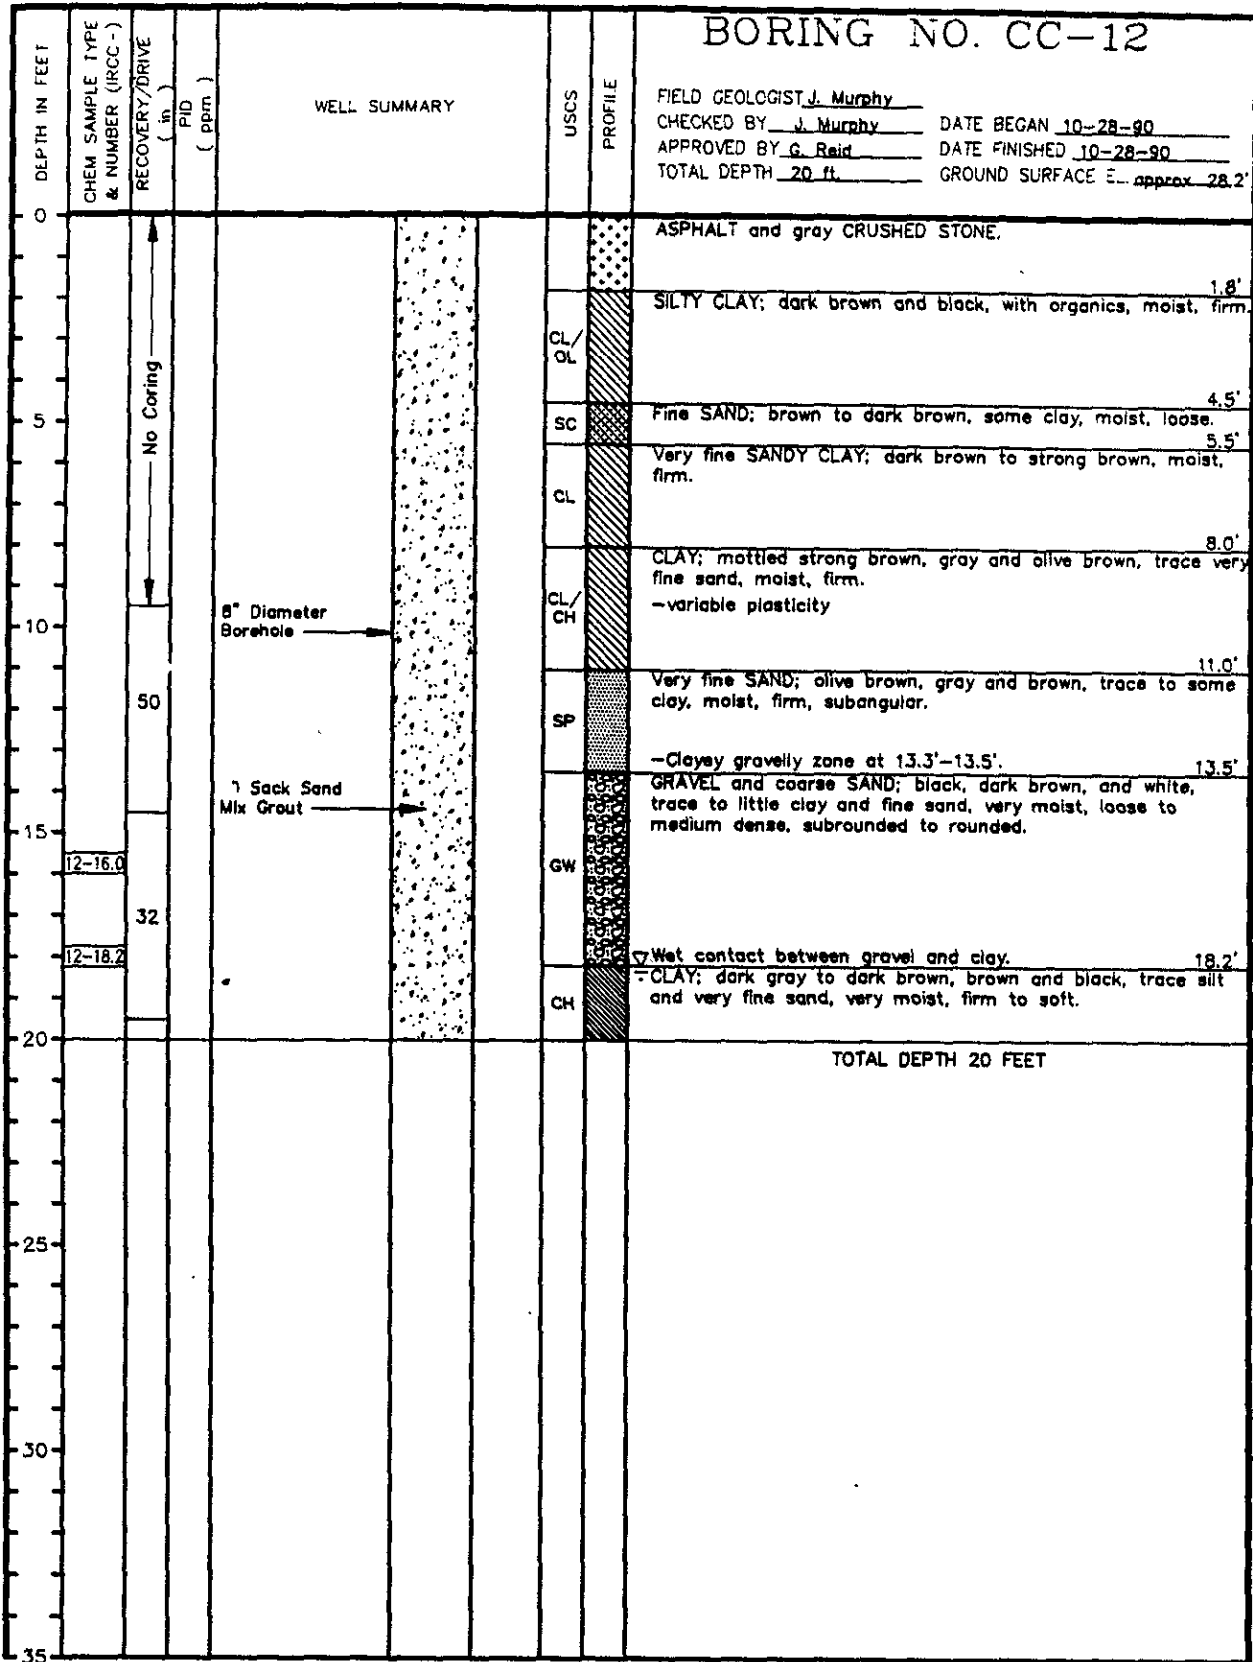 BORING NO. CC-12
DEPTH IN FEET
CHEM SAMPLE TYPE
& NUMBER (IRCC-)
RECOVERY/DRIVE
( in )
PID
( ppm )
WELL SUMMARY
USCS
PROFILE
FIELD GEOLOGIST J. Murphy
CHECKED BY J. Murphy DATE BEGAN 10-28-90
APPROVED BY G. Reid DATE FINISHED 10-28-90
TOTAL DEPTH 20 ft. GROUND SURFACE approx 28.2'
0
ASPHALT and gray CRUSHED STONE.
1.8'
SILTY CLAY; dark brown and black, with organics, moist, firm.
CL/
OL
No Coring
4.5'
5
SC
Fine SAND; brown to dark brown, some clay, moist, loose.
5.5'
Very fine SANDY CLAY; dark brown to strong brown, moist,
firm.
CL
8.0'
CLAY; mottled strong brown, gray and olive brown, trace very
fine sand, moist, firm.
-variable plasticity
CL/
CH
10
8" Diameter
Borehole
11.0'
Very fine SAND; olive brown, gray and brown, trace to some
clay, moist, firm, subangular.
50
SP
-Clayey gravelly zone at 13.3'-13.5'.
13.5'
GRAVEL and coarse SAND; black, dark brown, and white,
trace to little clay and fine sand, very moist, loose to
medium dense, subrounded to rounded.
Sack Sand
Mix Grout
15
12-16.0
GW
32
12-18.2
Wet contact between gravel and clay.
18.2'
CLAY; dark gray to dark brown, brown and black, trace silt
and very fine sand, very moist, firm to soft.
CH
20
TOTAL DEPTH 20 FEET
25
30
35